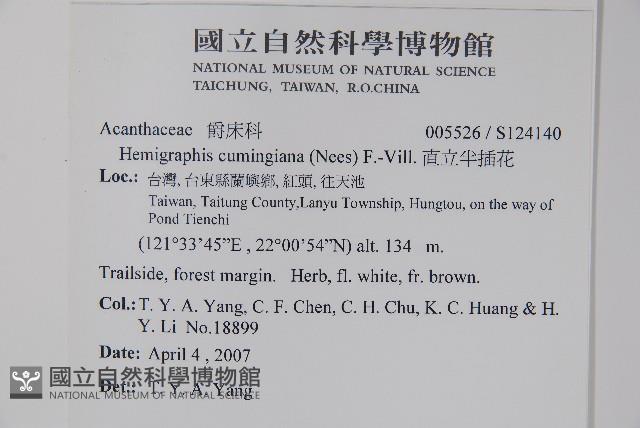 國立自然科學博物館
NATIONAL MUSEUM OF NATURAL SCIENCE
TAICHUNG, TAIWAN, R.O.CHINA
Acanthaceae 爵床科 005526 / S124140
Hemigraphis cumingiana (Nees) F.-Vill. 直立半插花
Loc.: 台灣, 台東縣蘭嶼鄉, 紅頭, 往天池
Taiwan, Taitung County,Lanyu Township, Hungtou, on the way of
Pond Tienchi
(121°33'45”E , 22°00'54”N) alt. 134 m.
Trailside, forest margin. Herb, fl. white, fr. brown.
Col.: T. Y. A. Yang, C. F. Chen, C. H. Chu, K. C. Huang & H.
Y. Li No.18899
Date: April 4 , 2007
Det.: T. Y. A. Yang
國立自然科學博物館
NATIONAL MUSEUM OF NATURAL SCIENCE